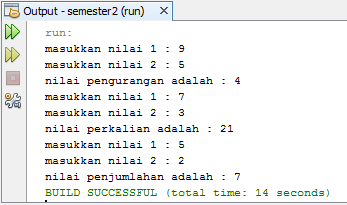 Output - semester2 (run)
run:
masukkan nilai 1 : 9
masukkan nilai 2 : 5
nilai pengurangan adalah : 4
masukkan nilai 1 : 7
masukkan nilai 2 : 3
nilai perkalian adalah : 21
masukkan nilai 1 : 5
masukkan nilai 2 : 2
nilai penjumlahan adalah : 7
BUILD SUCCESSFUL (total time: 14 seconds)